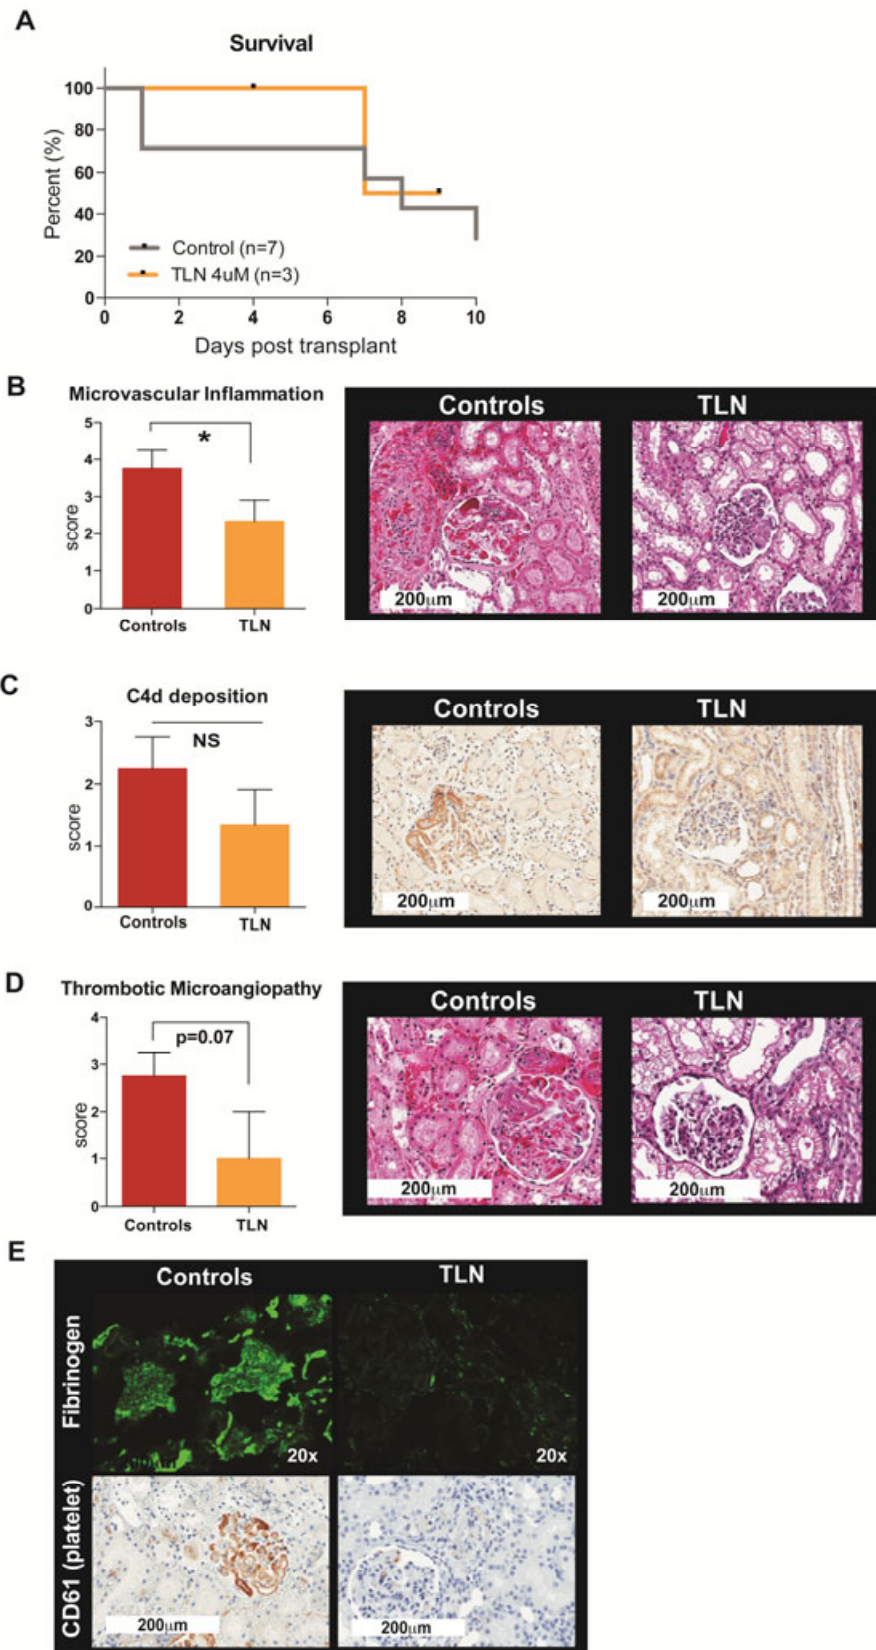 A
Survival
100
80
60
40
20
0
Percent (%)
Control (n=7)
TLN 4uM (n=3)
0 2 4 6 8 10
Days post transplant
B
Microvascular Inflammation
5
4
3
2
1
0
score
*
Controls TLN
Controls TLN
200μm 200μm
C
C4d deposition
3
2
1
0
score
NS
Controls TLN
Controls TLN
200μm 200μm
D
Thrombotic Microangiopathy
4
3
2
1
0
score
p=0.07
Controls TLN
Controls TLN
200μm 200μm
E
Controls TLN
Fibrinogen
20x 20x
CD61 (platelet)
200μm 200μm